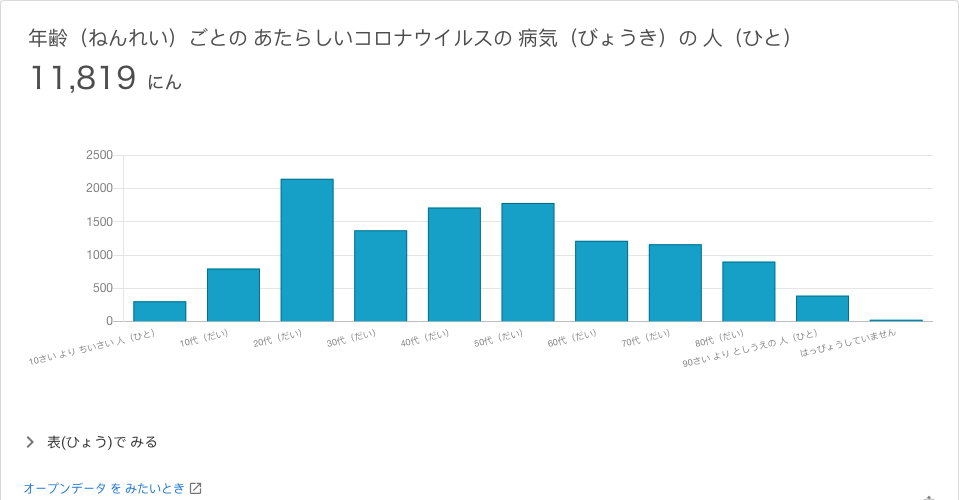 年齢（ねんれい）ごとの あたらしいコロナウイルスの 病気（びょうき）の 人（ひと）
11,819 にん
2500
2000
1500
1000
500
0
10さい より ちいさい 人（ひと）
10代（だい）
20代（だい）
30代（だい）
40代（だい）
50代（だい）
60代（だい）
70代（だい）
80代（だい）
90さい より としうえの 人（ひと）
はっぴょうしていません
表(ひょう)で みる
オープンデータ を みたいとき